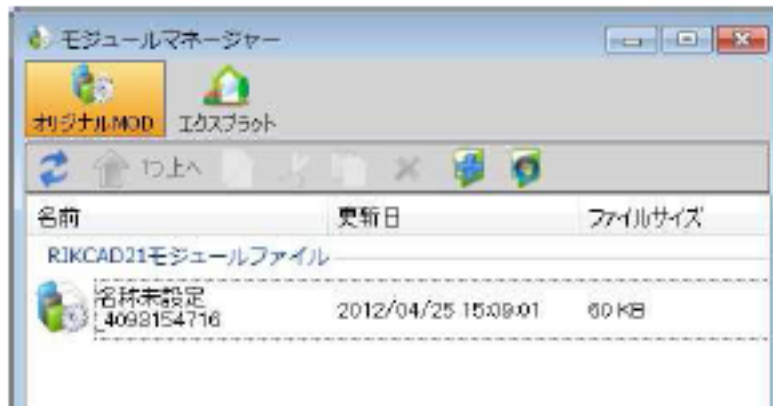 モジュールマネージャー
オリジナルMOD エクスプラット
1つ上へ
名前 更新日 ファイルサイズ
RIKCAD21モジュールファイル
名称未設定
_4098154716 2012/04/25 15:09:01 60 KB